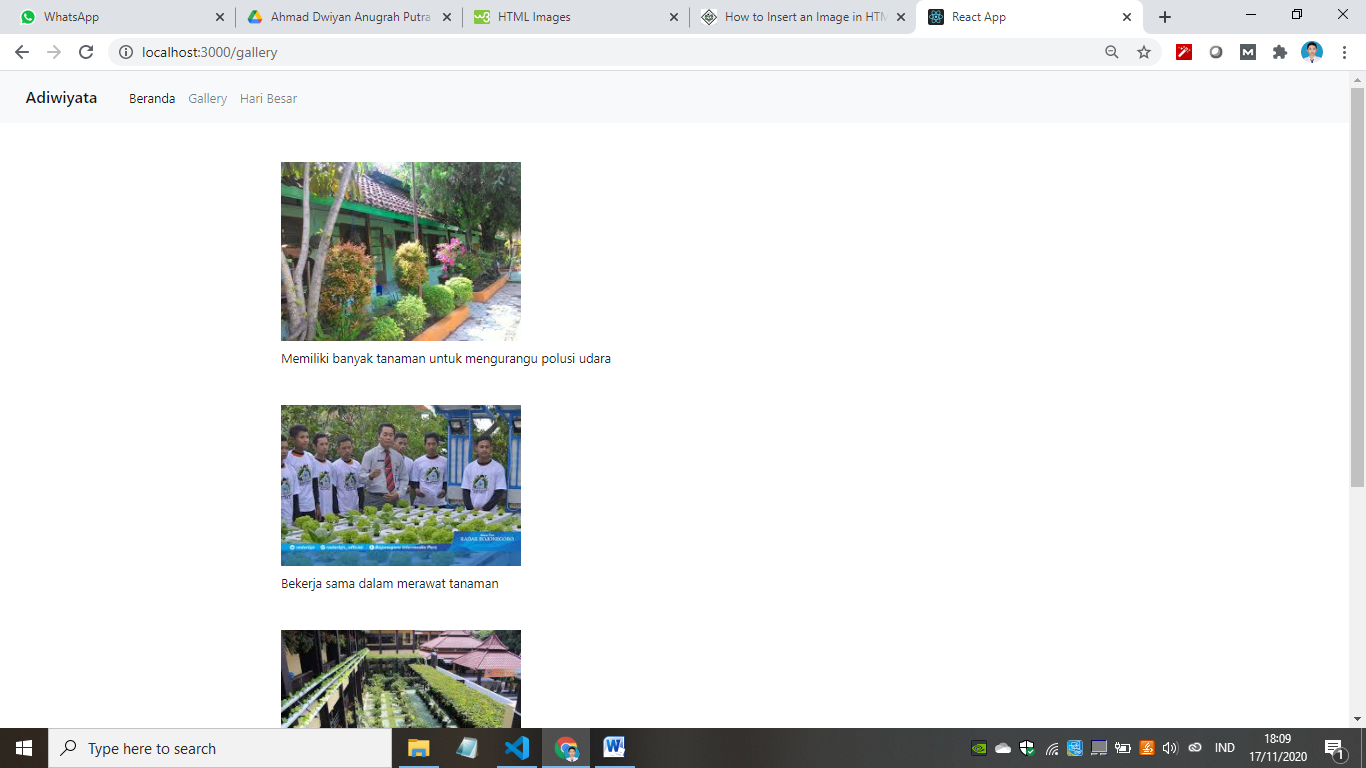 WhatsApp
Ahmad Dwiyan Anugrah Putra
HTML Images
How to Insert an Image in HTM
React App
localhost:3000/gallery
Adiwiyata
Beranda
Gallery
Hari Besar
Memiliki banyak tanaman untuk mengurangu polusi udara
RADAR BOJONEGORO
Bekerja sama dalam merawat tanaman
Type here to search
IND
18:09
17/11/2020
1